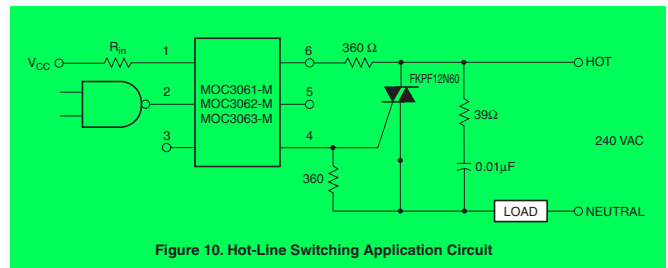 V_CC
R_in
1
2
3
MOC3061-M
MOC3062-M
MOC3063-M
6
5
4
360 Ω
FKPF12N60
HOT
39Ω
240 VAC
0.01µF
360
LOAD
NEUTRAL
Figure 10. Hot-Line Switching Application Circuit